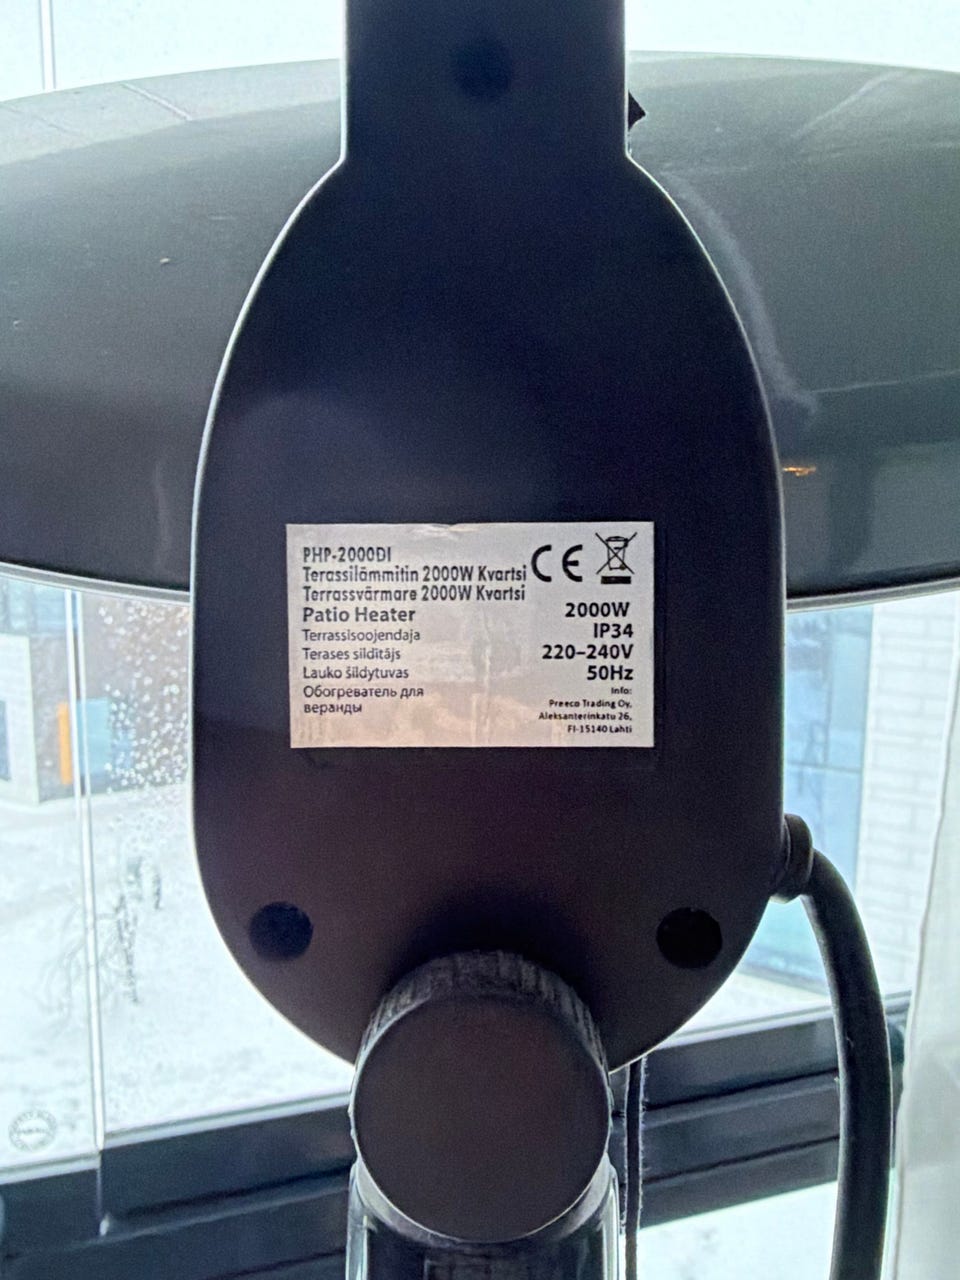 PHP-2000DI
Terassilämmitin 2000W Kvartsi
Terrassvärmare 2000W Kvartsi
Patio Heater
Terrassisoojendaja
Terases sildītājs
Lauko šildytuvas
Обогреватель для
веранды
CE
2000W
IP34
220–240V
50Hz
Info:
Preeco Trading Oy,
Aleksanterinkatu 26,
FI-15140 Lahti